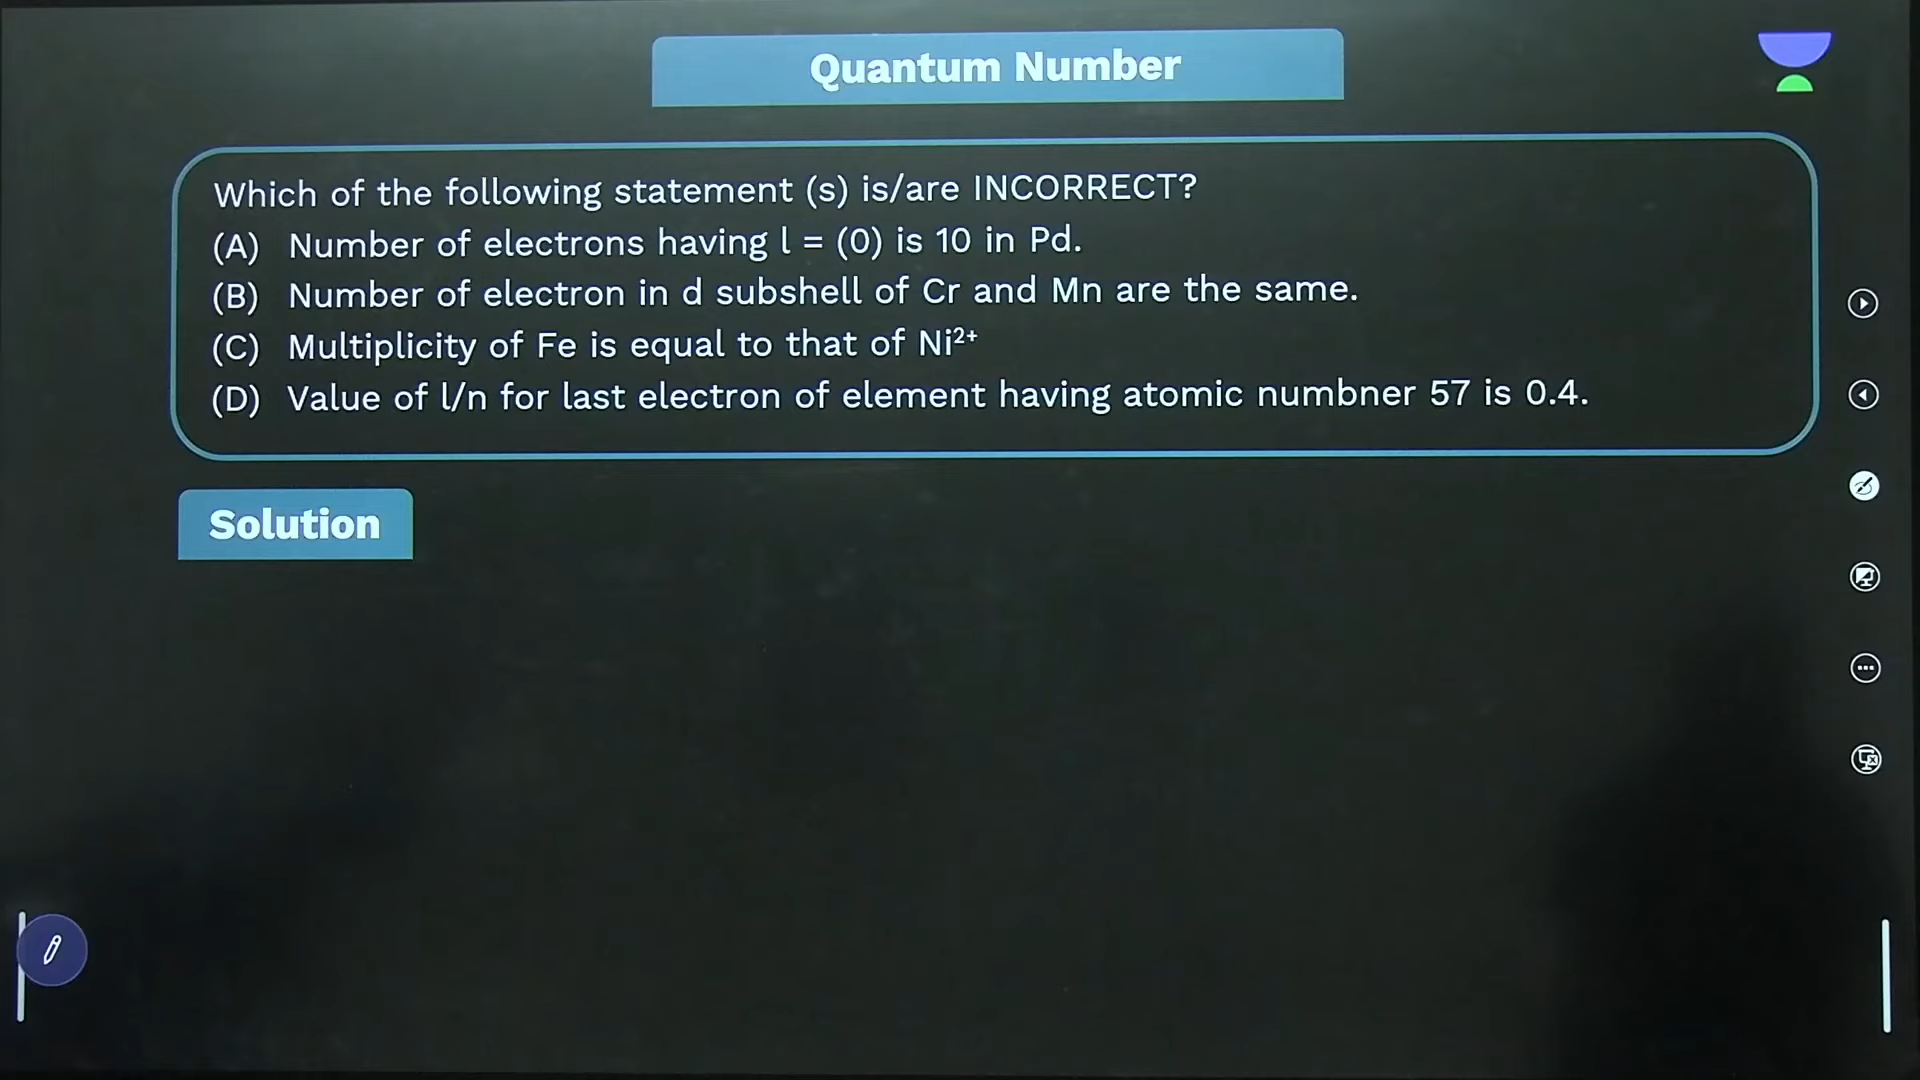 Quantum Number
Which of the following statement (s) is/are INCORRECT?
(A) Number of electrons having l = (0) is 10 in Pd.
(B) Number of electron in d subshell of Cr and Mn are the same.
(C) Multiplicity of Fe is equal to that of Ni²⁺
(D) Value of l/n for last electron of element having atomic numbner 57 is 0.4.
Solution